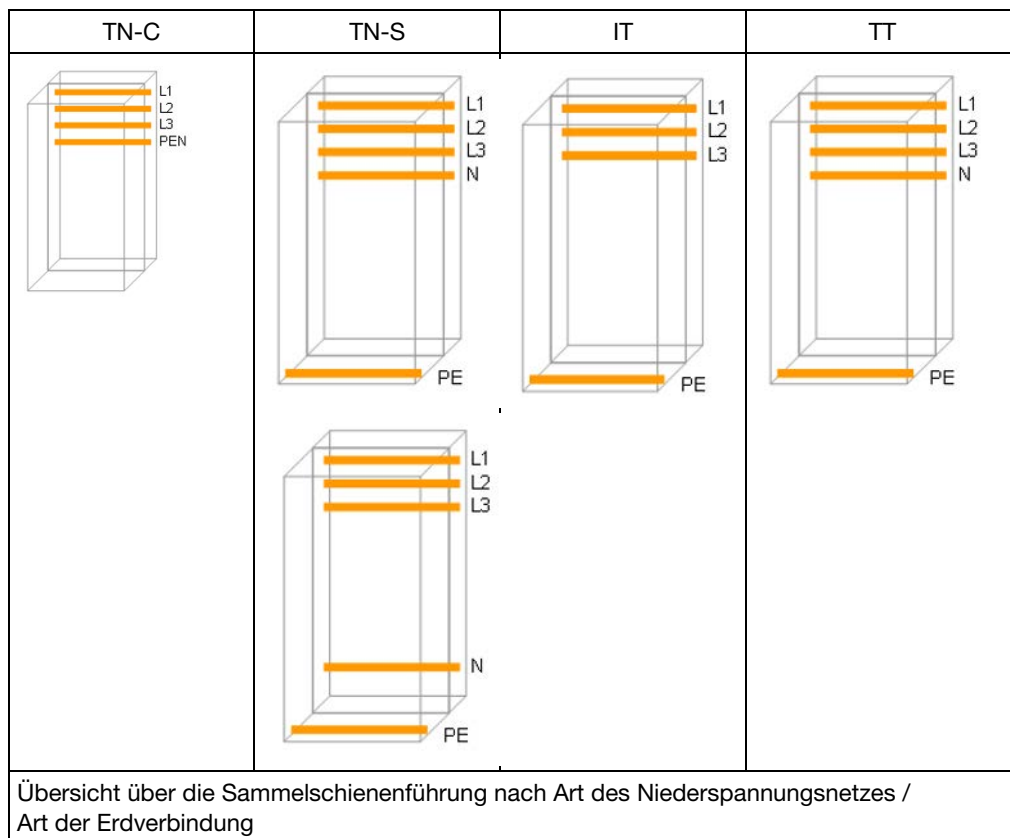 TN-C
TN-S
IT
TT
L1
L2
L3
PEN
L1
L2
L3
N
PE
L1
L2
L3
PE
L1
L2
L3
N
PE
L1
L2
L3
N
PE
Übersicht über die Sammelschienenführung nach Art des Niederspannungsnetzes /
Art der Erdverbindung